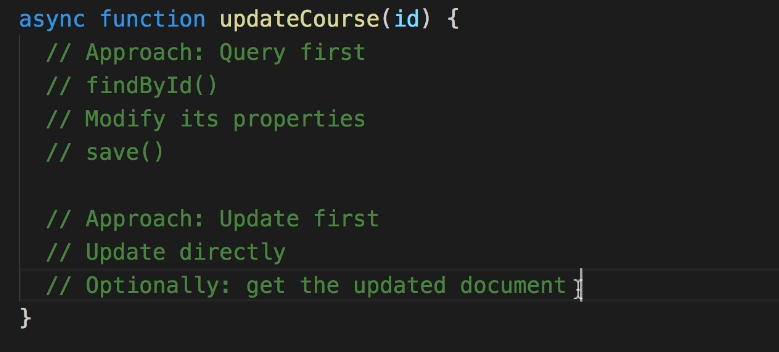 async function updateCourse(id) {
// Approach: Query first
// findById()
// Modify its properties
// save()
// Approach: Update first
// Update directly
// Optionally: get the updated document
}